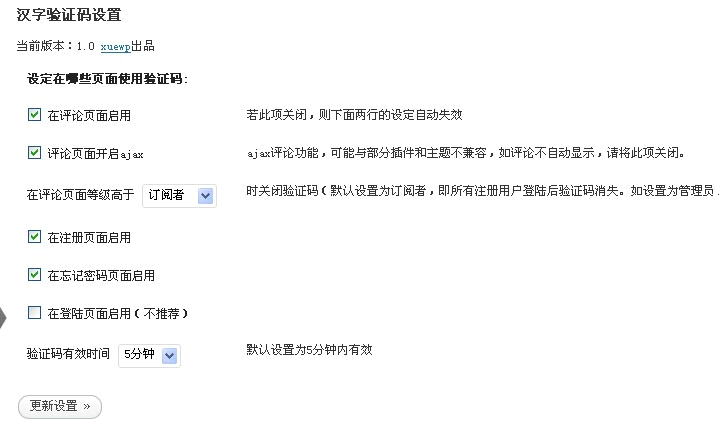 汉字验证码设置
当前版本：1.0 xuewp出品
设定在哪些页面使用验证码:
在评论页面启用 若此项关闭，则下面两行的设定自动失效
评论页面开启ajax ajax评论功能，可能与部分插件和主题不兼容，如评论不自动显示，请将此项关闭。
在评论页面等级高于 订阅者 时关闭验证码（默认设置为订阅者，即所有注册用户登陆后验证码消失。如设置为管理员
在注册页面启用
在忘记密码页面启用
在登陆页面启用（不推荐）
验证码有效时间 5分钟 默认设置为5分钟内有效
更新设置 »